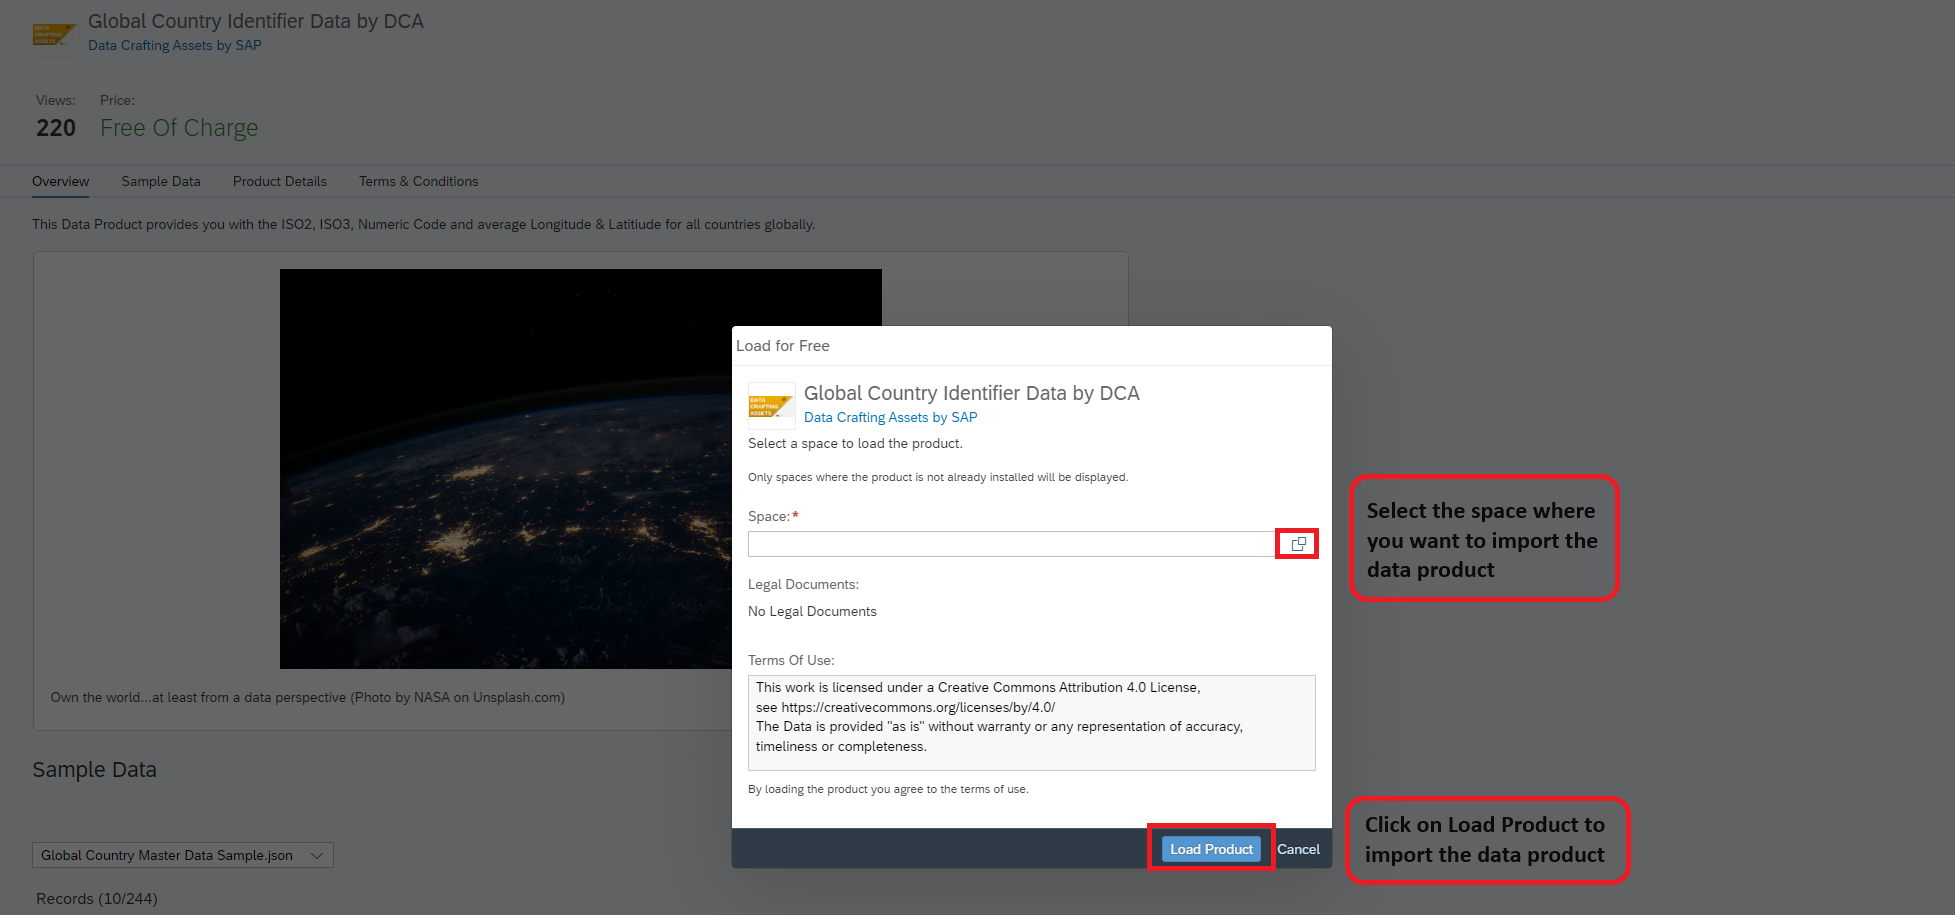 DATA
CRAFTING
ASSETS
Global Country Identifier Data by DCA
Data Crafting Assets by SAP
Views:
Price:
220
Free Of Charge
Overview
Sample Data
Product Details
Terms & Conditions
This Data Product provides you with the ISO2, ISO3, Numeric Code and average Longitude & Latitiude for all countries globally.
Own the world...at least from a data perspective (Photo by NASA on Unsplash.com)
Sample Data
Global Country Master Data Sample.json
Records (10/244)
Load for Free
DATA
CRAFTING
ASSETS
Global Country Identifier Data by DCA
Data Crafting Assets by SAP
Select a space to load the product.
Only spaces where the product is not already installed will be displayed.
Space:*
Legal Documents:
No Legal Documents
Terms Of Use:
This work is licensed under a Creative Commons Attribution 4.0 License,
see https://creativecommons.org/licenses/by/4.0/
The Data is provided "as is" without warranty or any representation of accuracy,
timeliness or completeness.
By loading the product you agree to the terms of use.
Load Product
Cancel
Select the space where
you want to import the
data product
Click on Load Product to
import the data product